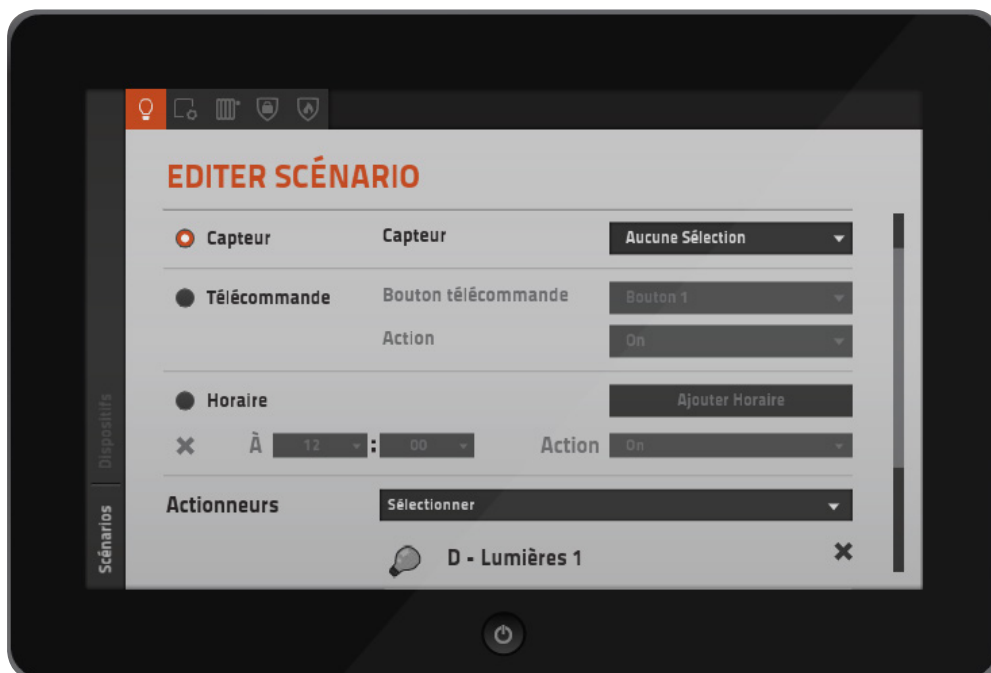 EDITER SCÉNARIO
Capteur Capteur Aucune Sélection
Télécommande Bouton télécommande Bouton 1
Action On
Horaire Ajouter Horaire
À 12 : 00 Action On
Actionneurs Sélectionner
D - Lumières 1
Dispositifs
Scénarios